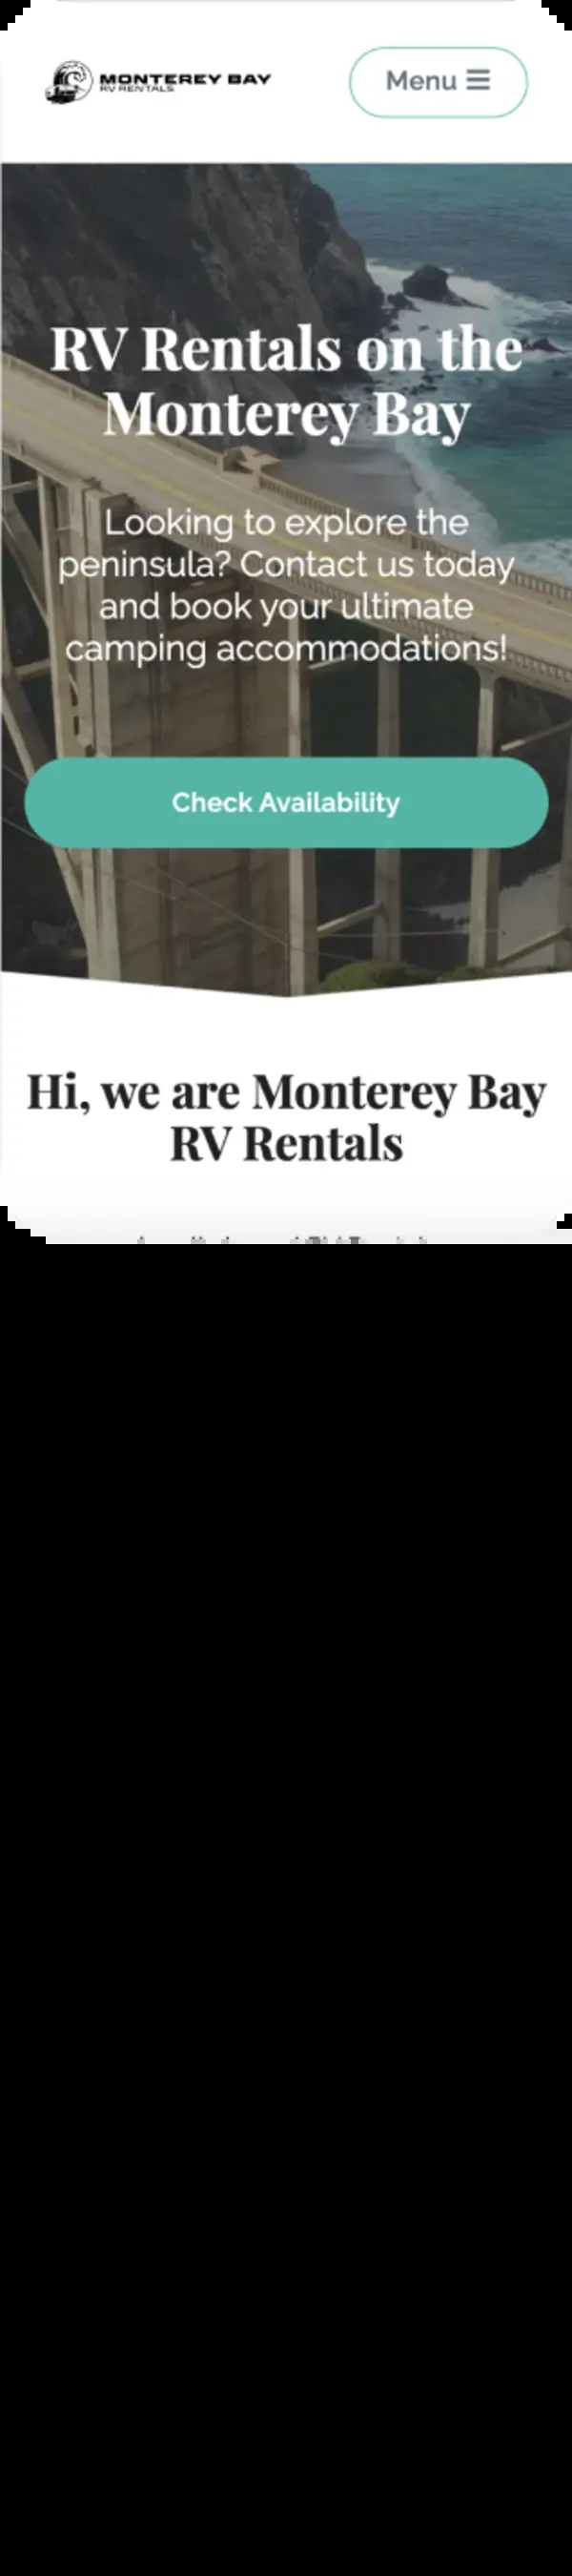 MONTEREY BAY
RV RENTALS
Menu
RV Rentals on the
Monterey Bay
Looking to explore the
peninsula? Contact us today
and book your ultimate
camping accommodations!
Check Availability
Hi, we are Monterey Bay
RV Rentals